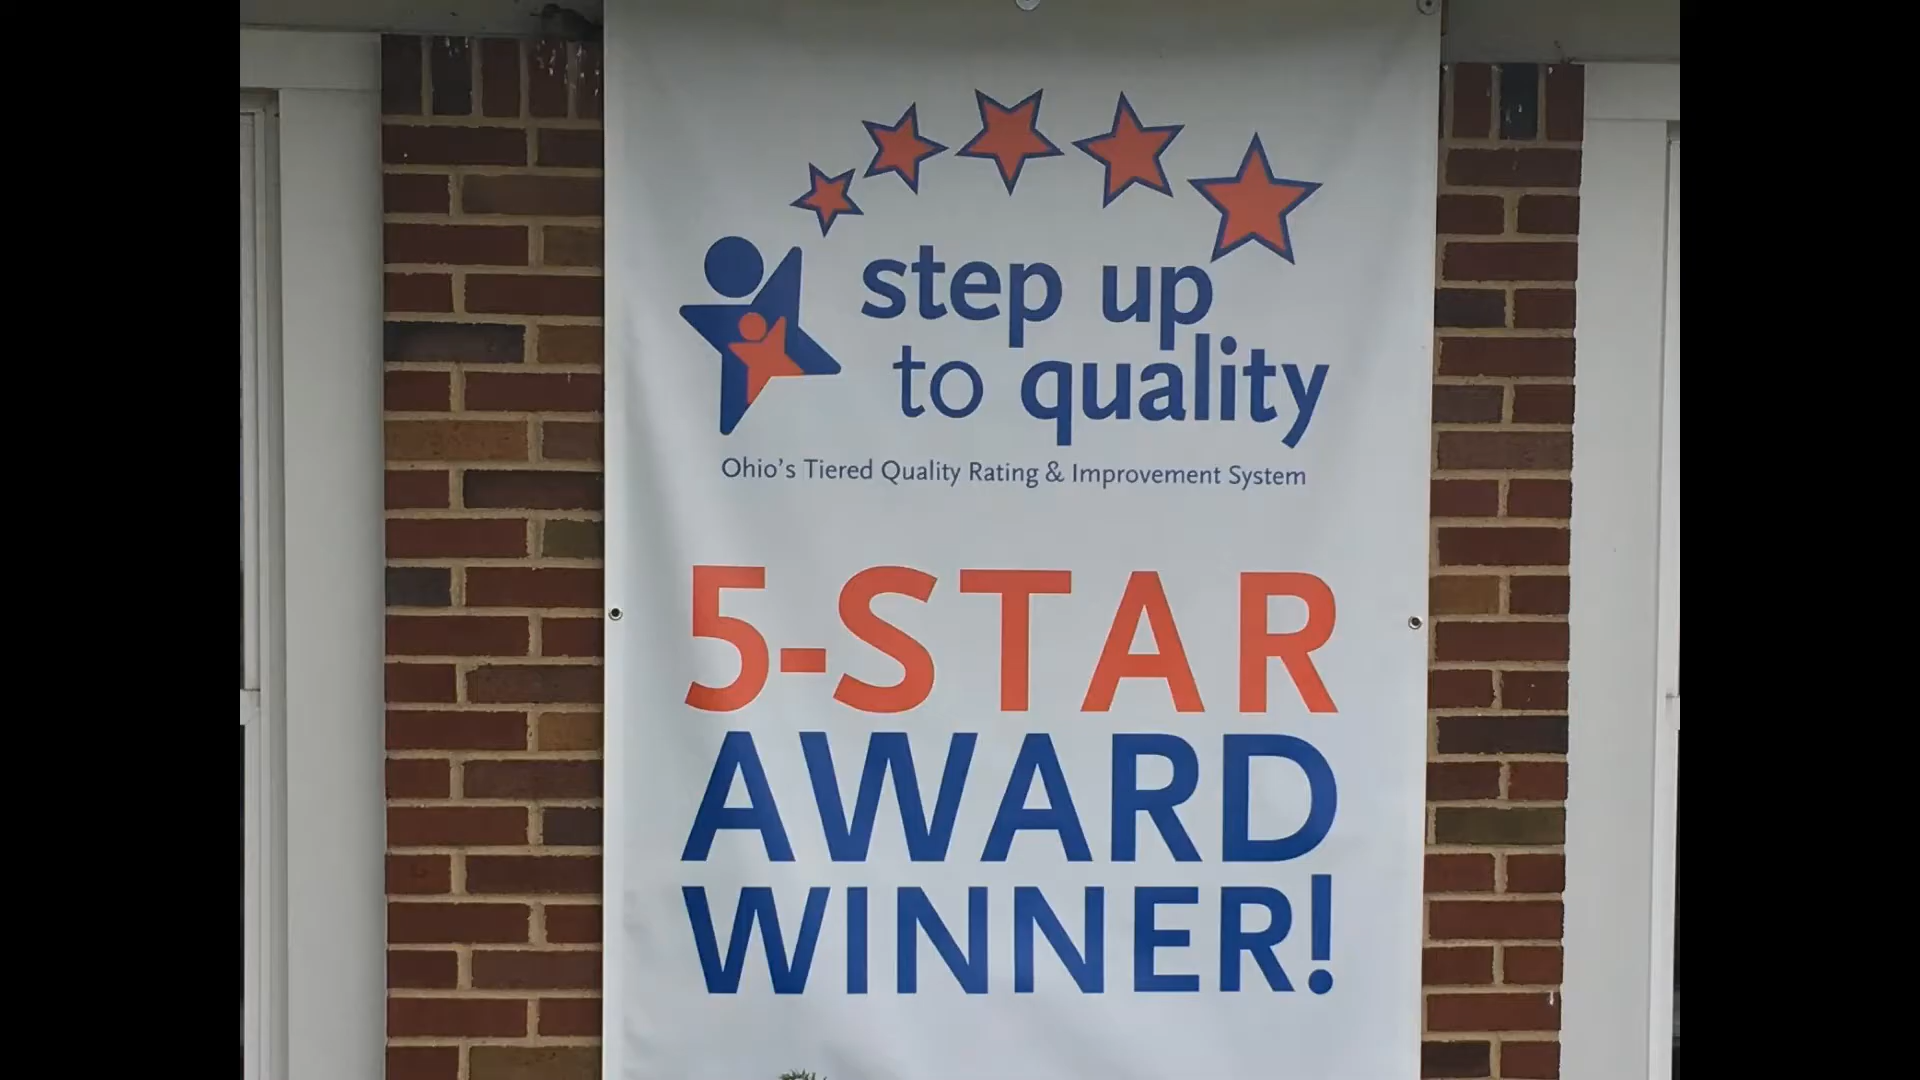 step up
to quality
Ohio's Tiered Quality Rating & Improvement System
5-STAR
AWARD
WINNER!